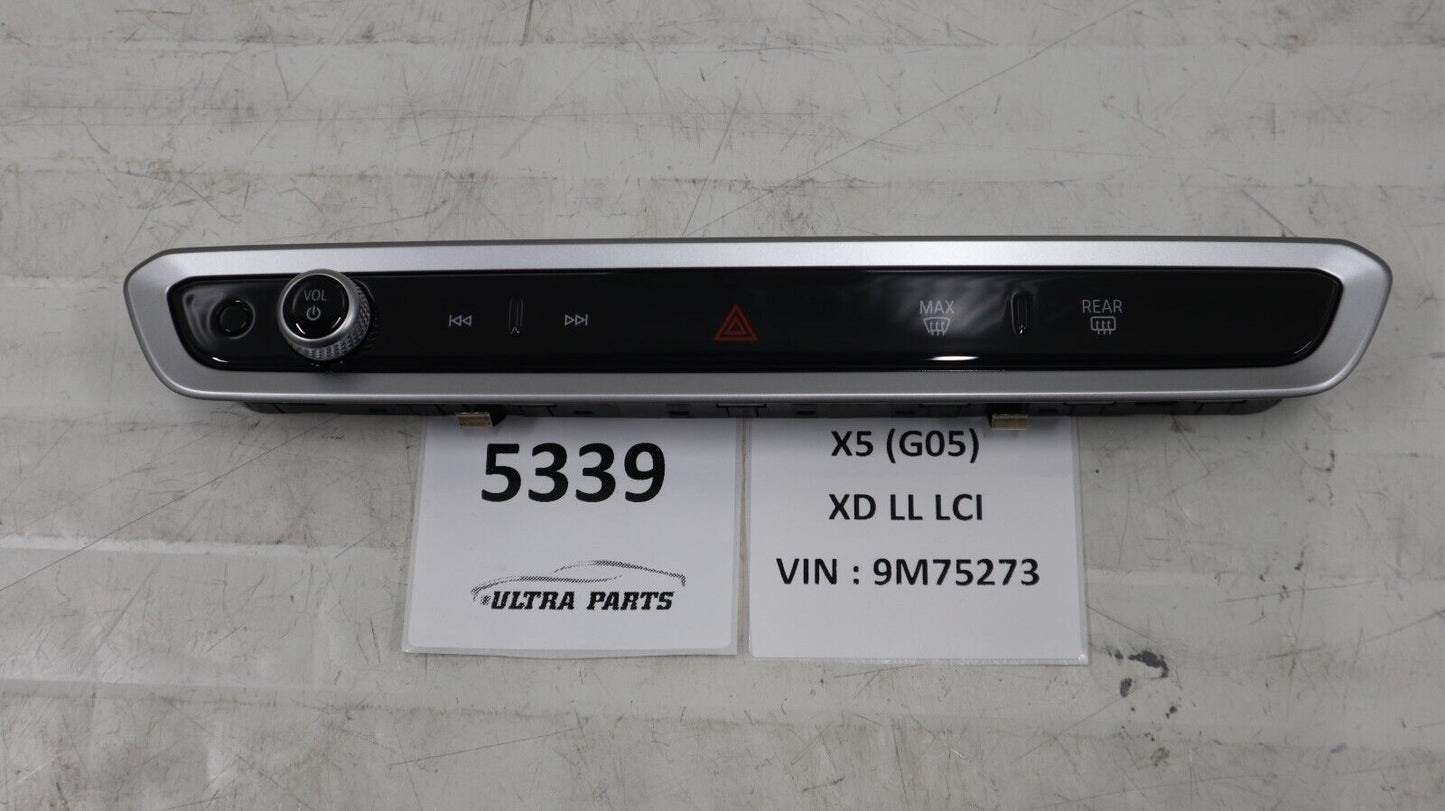 VOL
MAX
REAR
5339
ULTRA PARTS
X5 (G05)
XD LL LCI
VIN : 9M75273